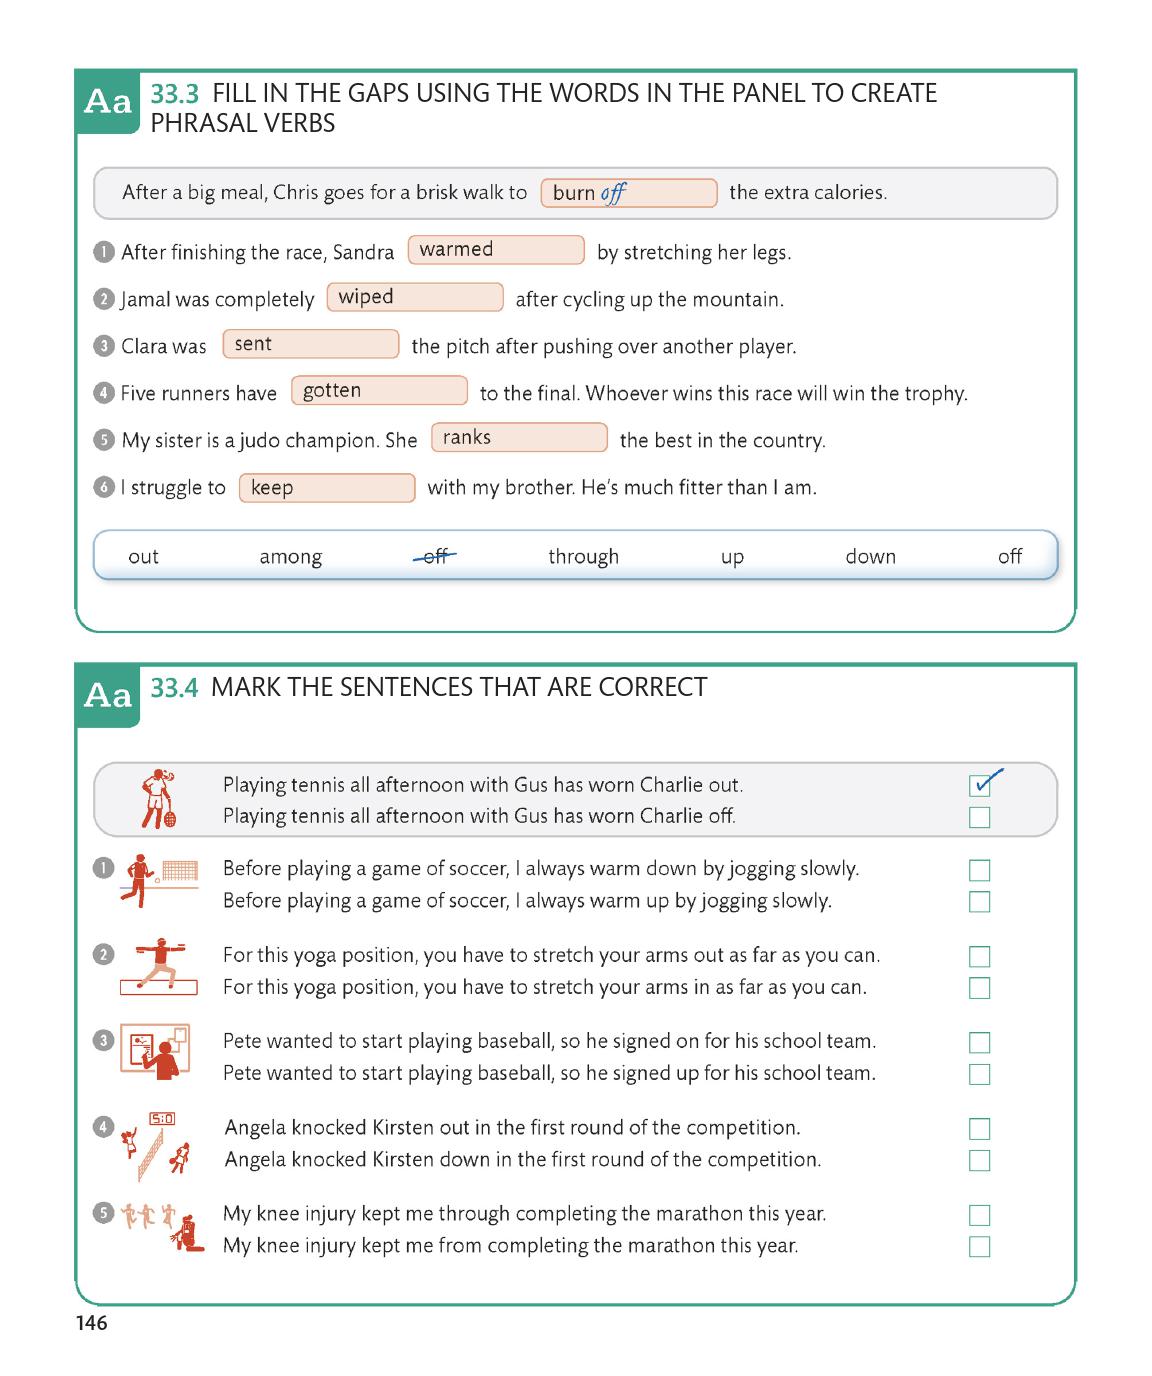 Aa 33.3 FILL IN THE GAPS USING THE WORDS IN THE PANEL TO CREATE
PHRASAL VERBS
After a big meal, Chris goes for a brisk walk to burn off the extra calories.
1 After finishing the race, Sandra warmed by stretching her legs.
2 Jamal was completely wiped after cycling up the mountain.
3 Clara was sent the pitch after pushing over another player.
4 Five runners have gotten to the final. Whoever wins this race will win the trophy.
5 My sister is a judo champion. She ranks the best in the country.
6 I struggle to keep with my brother. He's much fitter than I am.
out among off through up down off
Aa 33.4 MARK THE SENTENCES THAT ARE CORRECT
Playing tennis all afternoon with Gus has worn Charlie out.
Playing tennis all afternoon with Gus has worn Charlie off.
1 Before playing a game of soccer, I always warm down by jogging slowly.
Before playing a game of soccer, I always warm up by jogging slowly.
2 For this yoga position, you have to stretch your arms out as far as you can.
For this yoga position, you have to stretch your arms in as far as you can.
3 Pete wanted to start playing baseball, so he signed on for his school team.
Pete wanted to start playing baseball, so he signed up for his school team.
5:0
4 Angela knocked Kirsten out in the first round of the competition.
Angela knocked Kirsten down in the first round of the competition.
5 My knee injury kept me through completing the marathon this year.
My knee injury kept me from completing the marathon this year.
146